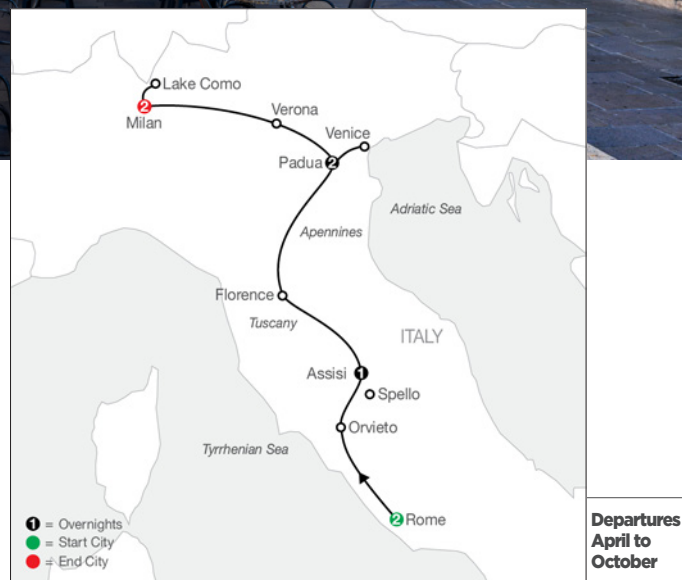 Lake Como
2
Milan
Verona
Venice
Padua 2
Adriatic Sea
Apennines
Florence
Tuscany
ITALY
Assisi 1
Spello
Orvieto
Tyrrhenian Sea
2 Rome
1 = Overnights
= Start City
= End City
Departures
April to
October